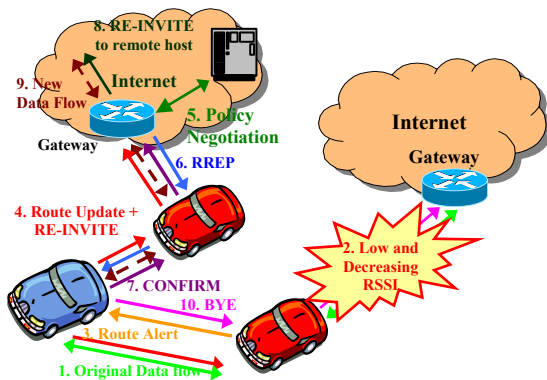 8. RE-INVITE
to remote host
9. New
Data Flow
Internet
5. Policy
Negotiation
Gateway
6. RREP
Internet
Gateway
4. Route Update +
RE-INVITE
2. Low and
Decreasing
RSSI
7. CONFIRM
10. BYE
3. Route Alert
1. Original Data flow